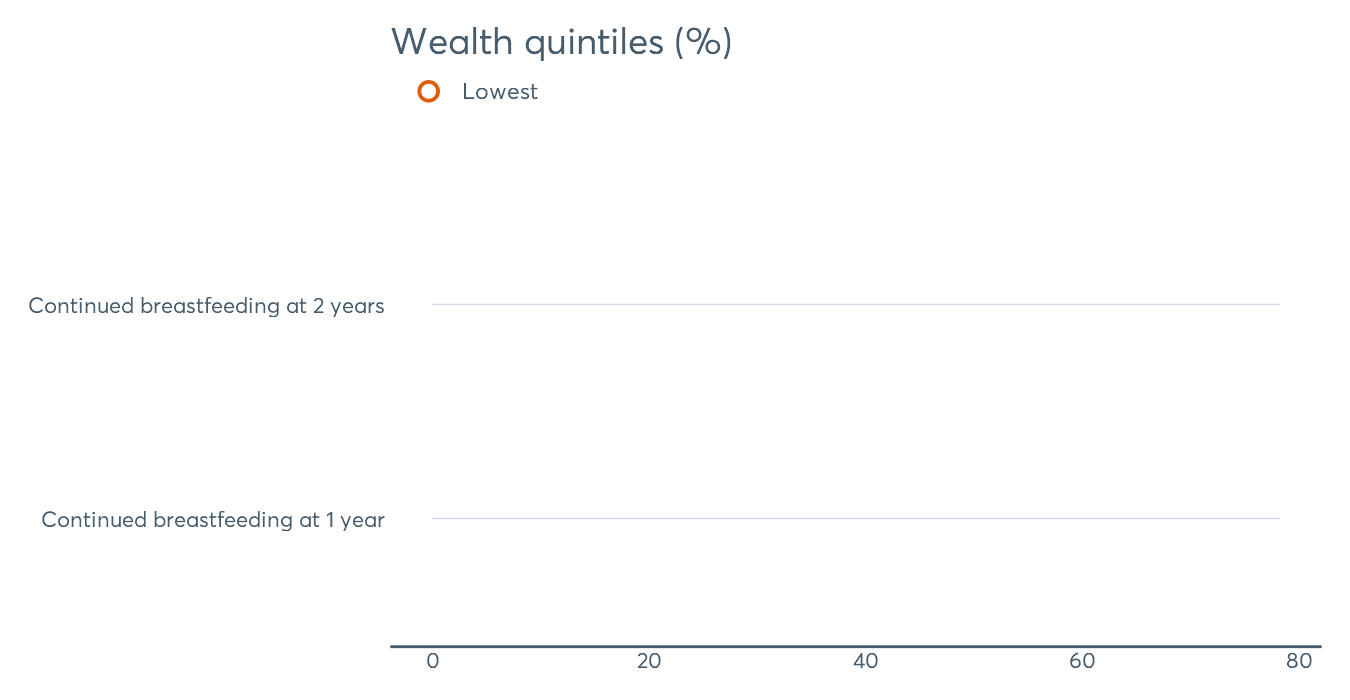 Wealth quintiles (%)
Lowest
Continued breastfeeding at 2 years
Continued breastfeeding at 1 year
0 20 40 60 80